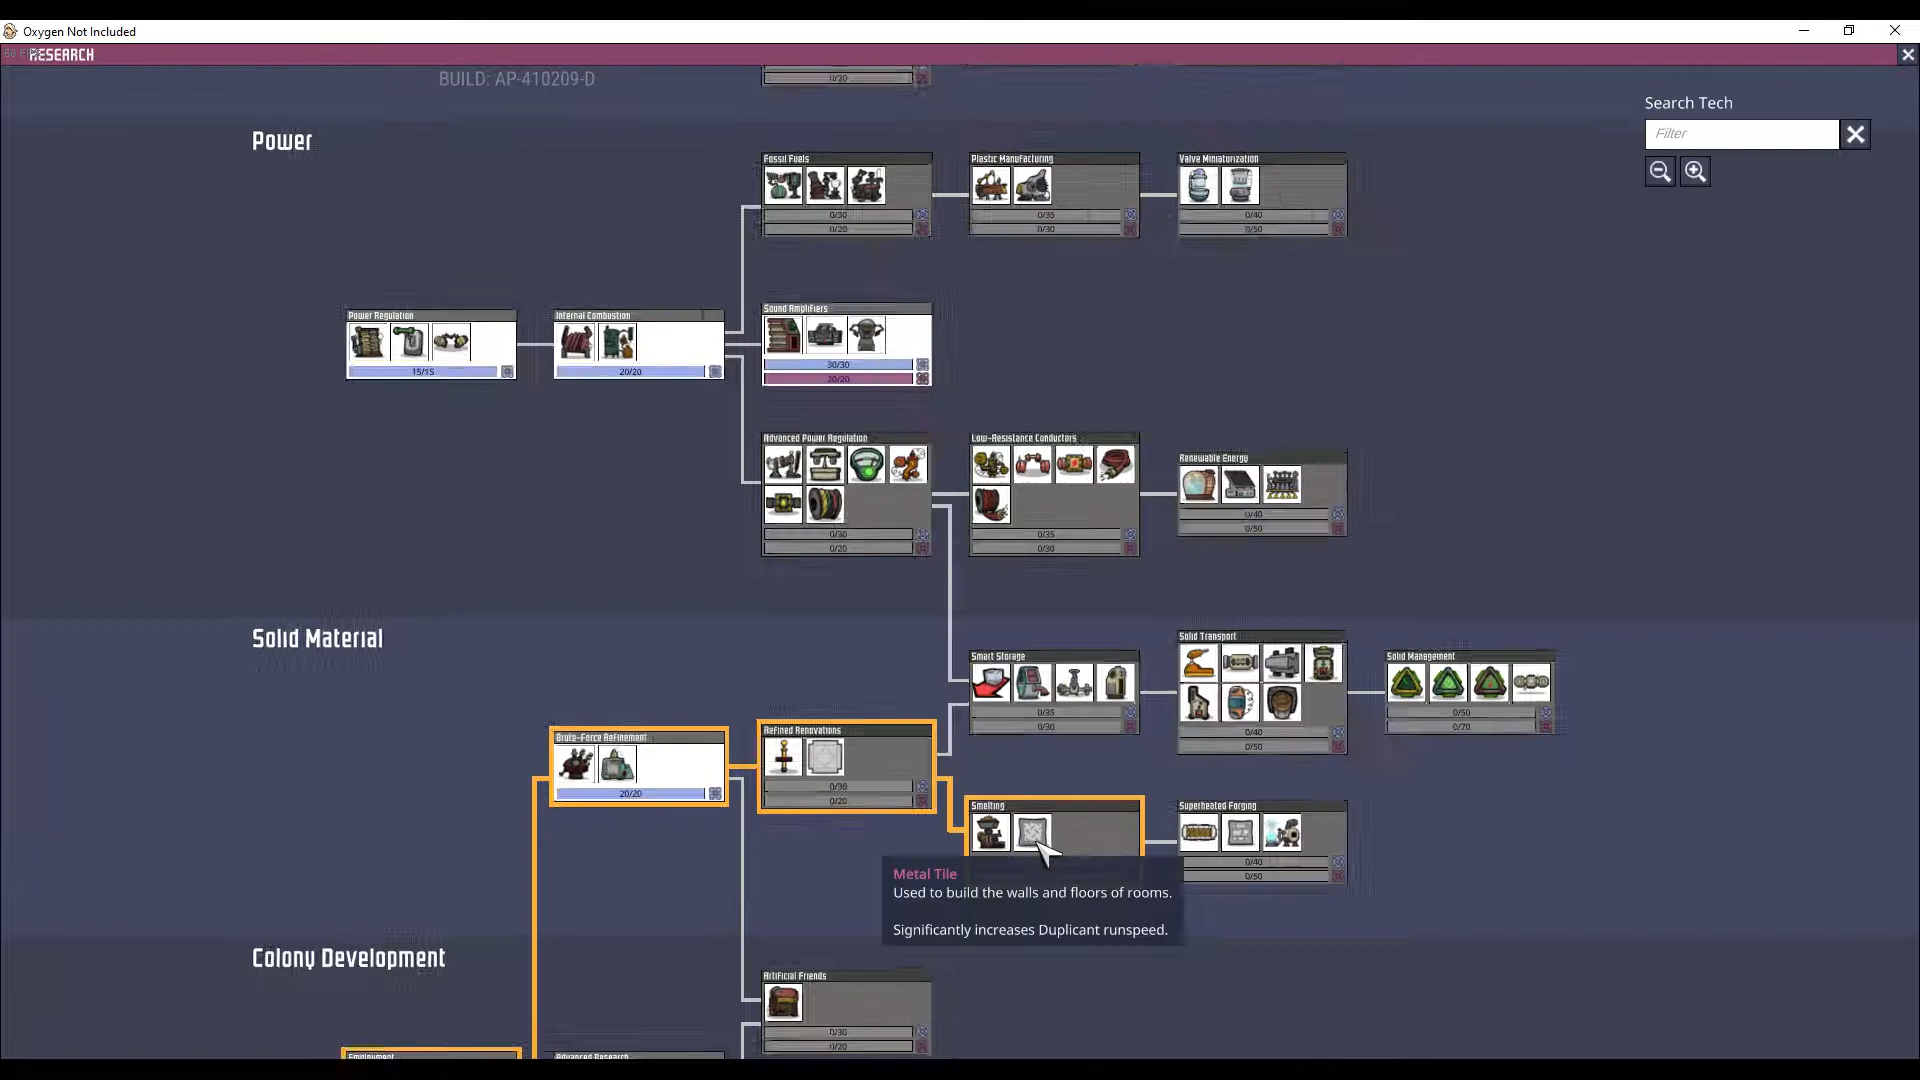 Oxygen Not Included
RESEARCH
BUILD: AP-410209-D
0/20
Search Tech
Filter
Power
Fossil Fuels
0/30
0/20
Plastic Manufacturing
0/35
0/30
Valve Miniaturization
0/40
0/50
Power Regulation
15/15
Internal Combustion
20/20
Sound Amplifiers
30/30
20/20
Advanced Power Regulation
0/30
0/20
Low-Resistance Conductors
0/35
0/30
Renewable Energy
0/40
0/50
Solid Material
Smart Storage
0/35
0/30
Solid Transport
0/40
0/50
Solid Management
0/50
0/70
Brute-Force Refinement
20/20
Refined Renovations
0/30
0/20
Smelting
Superheated Forging
0/40
0/50
Metal Tile
Used to build the walls and floors of rooms.
Significantly increases Duplicant runspeed.
Colony Development
Artificial Friends
0/30
0/20
Employment
Advanced Research